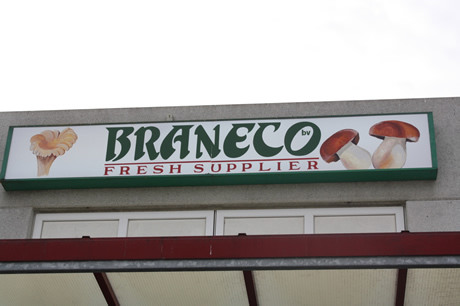 BRANECO bv
FRESH SUPPLIER